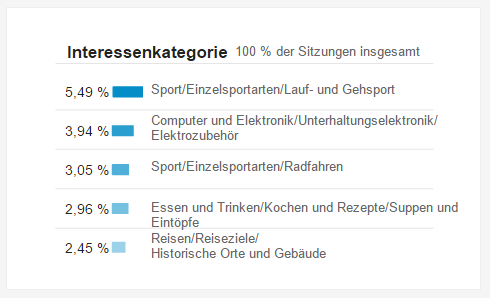 Interessenkategorie 100 % der Sitzungen insgesamt
5,49 % Sport/Einzelsportarten/Lauf- und Gehsport
3,94 % Computer und Elektronik/Unterhaltungselektronik/
Elektrozubehör
3,05 % Sport/Einzelsportarten/Radfahren
2,96 % Essen und Trinken/Kochen und Rezepte/Suppen und
Eintöpfe
2,45 % Reisen/Reiseziele/
Historische Orte und Gebäude